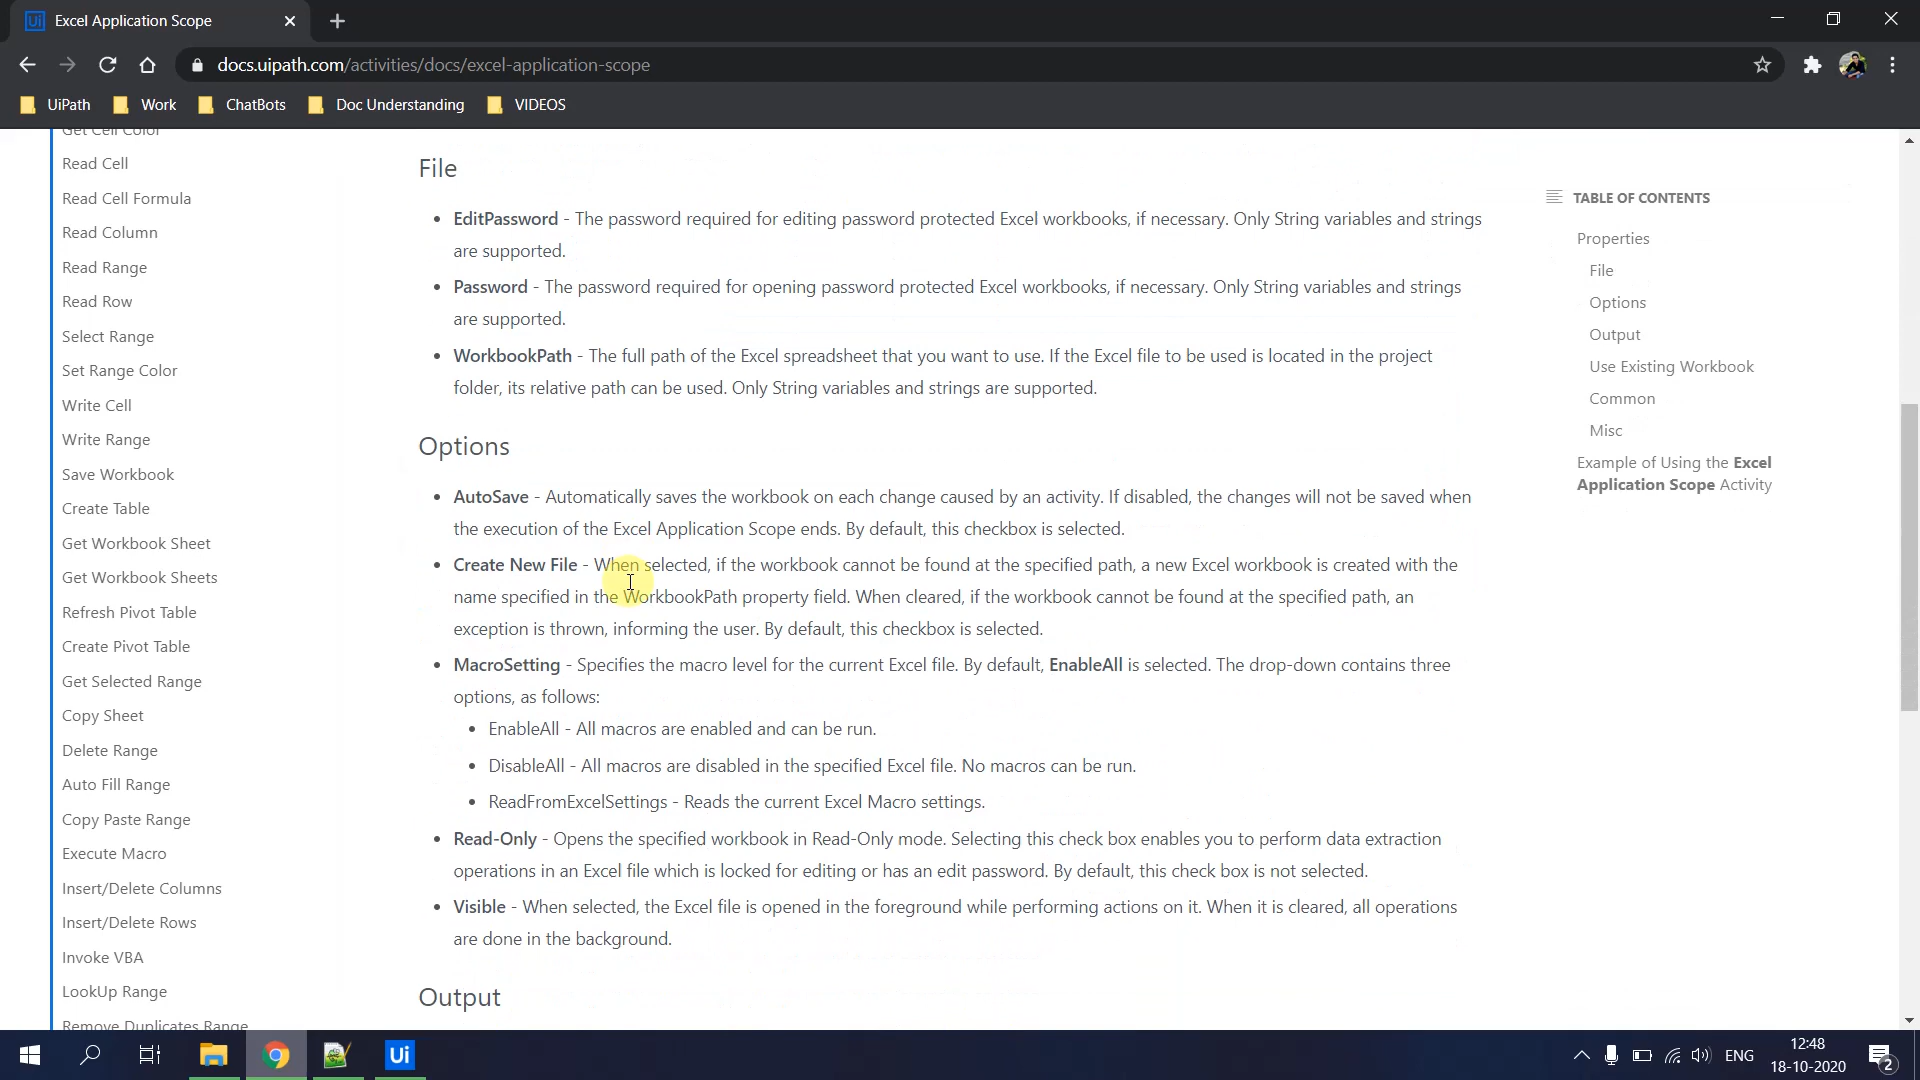 Excel Application Scope
docs.uipath.com/activities/docs/excel-application-scope
UiPath
Work
ChatBots
Doc Understanding
VIDEOS
Get Cell Color
Read Cell
Read Cell Formula
Read Column
Read Range
Read Row
Select Range
Set Range Color
Write Cell
Write Range
Save Workbook
Create Table
Get Workbook Sheet
Get Workbook Sheets
Refresh Pivot Table
Create Pivot Table
Get Selected Range
Copy Sheet
Delete Range
Auto Fill Range
Copy Paste Range
Execute Macro
Insert/Delete Columns
Insert/Delete Rows
Invoke VBA
LookUp Range
Remove Duplicates Range
File
• EditPassword - The password required for editing password protected Excel workbooks, if necessary. Only String variables and strings
are supported.
• Password - The password required for opening password protected Excel workbooks, if necessary. Only String variables and strings
are supported.
• WorkbookPath - The full path of the Excel spreadsheet that you want to use. If the Excel file to be used is located in the project
folder, its relative path can be used. Only String variables and strings are supported.
Options
• AutoSave - Automatically saves the workbook on each change caused by an activity. If disabled, the changes will not be saved when
the execution of the Excel Application Scope ends. By default, this checkbox is selected.
• Create New File - When selected, if the workbook cannot be found at the specified path, a new Excel workbook is created with the
name specified in the WorkbookPath property field. When cleared, if the workbook cannot be found at the specified path, an
exception is thrown, informing the user. By default, this checkbox is selected.
• MacroSetting - Specifies the macro level for the current Excel file. By default, EnableAll is selected. The drop-down contains three
options, as follows:
• EnableAll - All macros are enabled and can be run.
• DisableAll - All macros are disabled in the specified Excel file. No macros can be run.
• ReadFromExcelSettings - Reads the current Excel Macro settings.
• Read-Only - Opens the specified workbook in Read-Only mode. Selecting this check box enables you to perform data extraction
operations in an Excel file which is locked for editing or has an edit password. By default, this check box is not selected.
• Visible - When selected, the Excel file is opened in the foreground while performing actions on it. When it is cleared, all operations
are done in the background.
Output
TABLE OF CONTENTS
Properties
File
Options
Output
Use Existing Workbook
Common
Misc
Example of Using the Excel
Application Scope Activity
Ui
ENG
12:48
18-10-2020
2